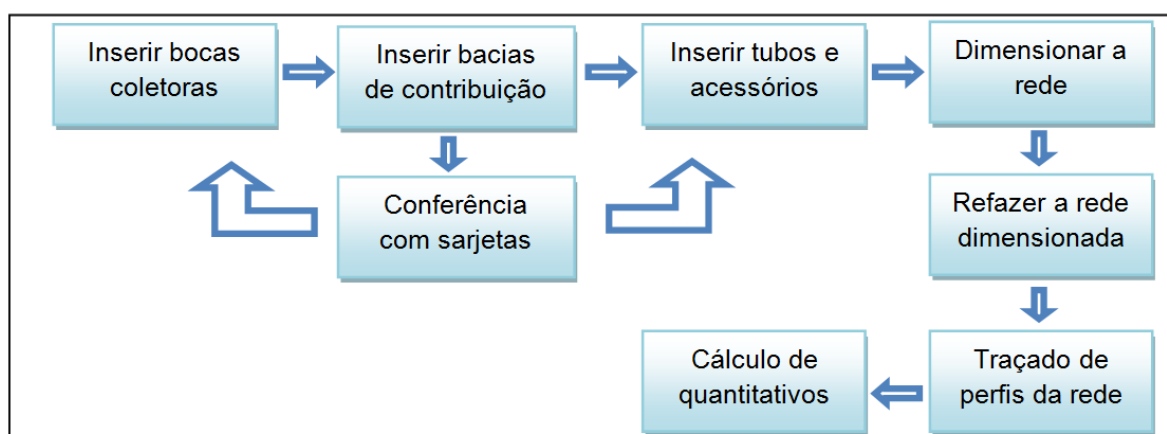 Inserir bocas
coletoras
Inserir bacias
de contribuição
Inserir tubos e
acessórios
Dimensionar a
rede
Conferência
com sarjetas
Refazer a rede
dimensionada
Cálculo de
quantitativos
Traçado de
perfis da rede